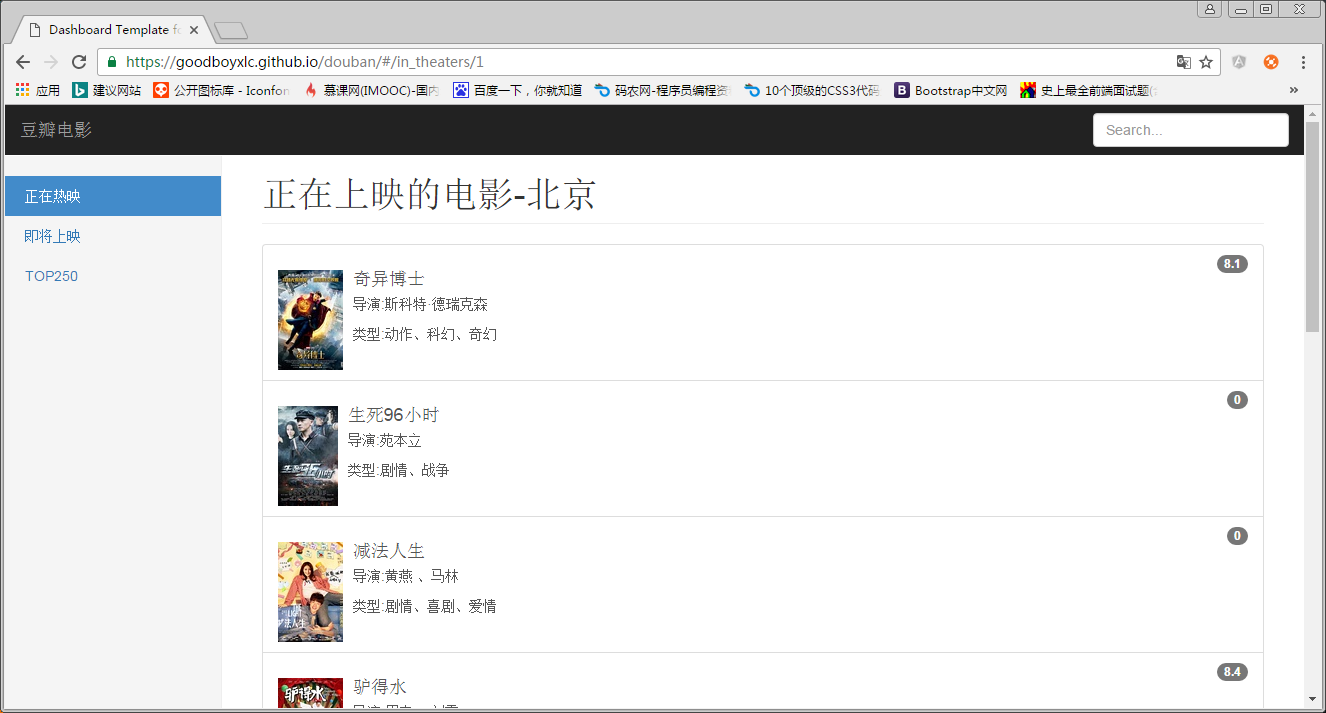 Dashboard Template fo
https://goodboyxlc.github.io/douban/#/in_theaters/1
应用 建议网站 公开图标库 - Iconfon 慕课网(IMOOC)-国内 百度一下，你就知道 码农网-程序员编程资 10个顶级的CSS3代码 Bootstrap中文网 史上最全前端面试题(
豆瓣电影 Search...
正在热映
即将上映
TOP250
正在上映的电影-北京
奇异博士 8.1
导演:斯科特·德瑞克森
类型:动作、科幻、奇幻
生死96小时 0
导演:苑本立
类型:剧情、战争
减法人生 0
导演:黄燕 、马林
类型:剧情、喜剧、爱情
驴得水 8.4